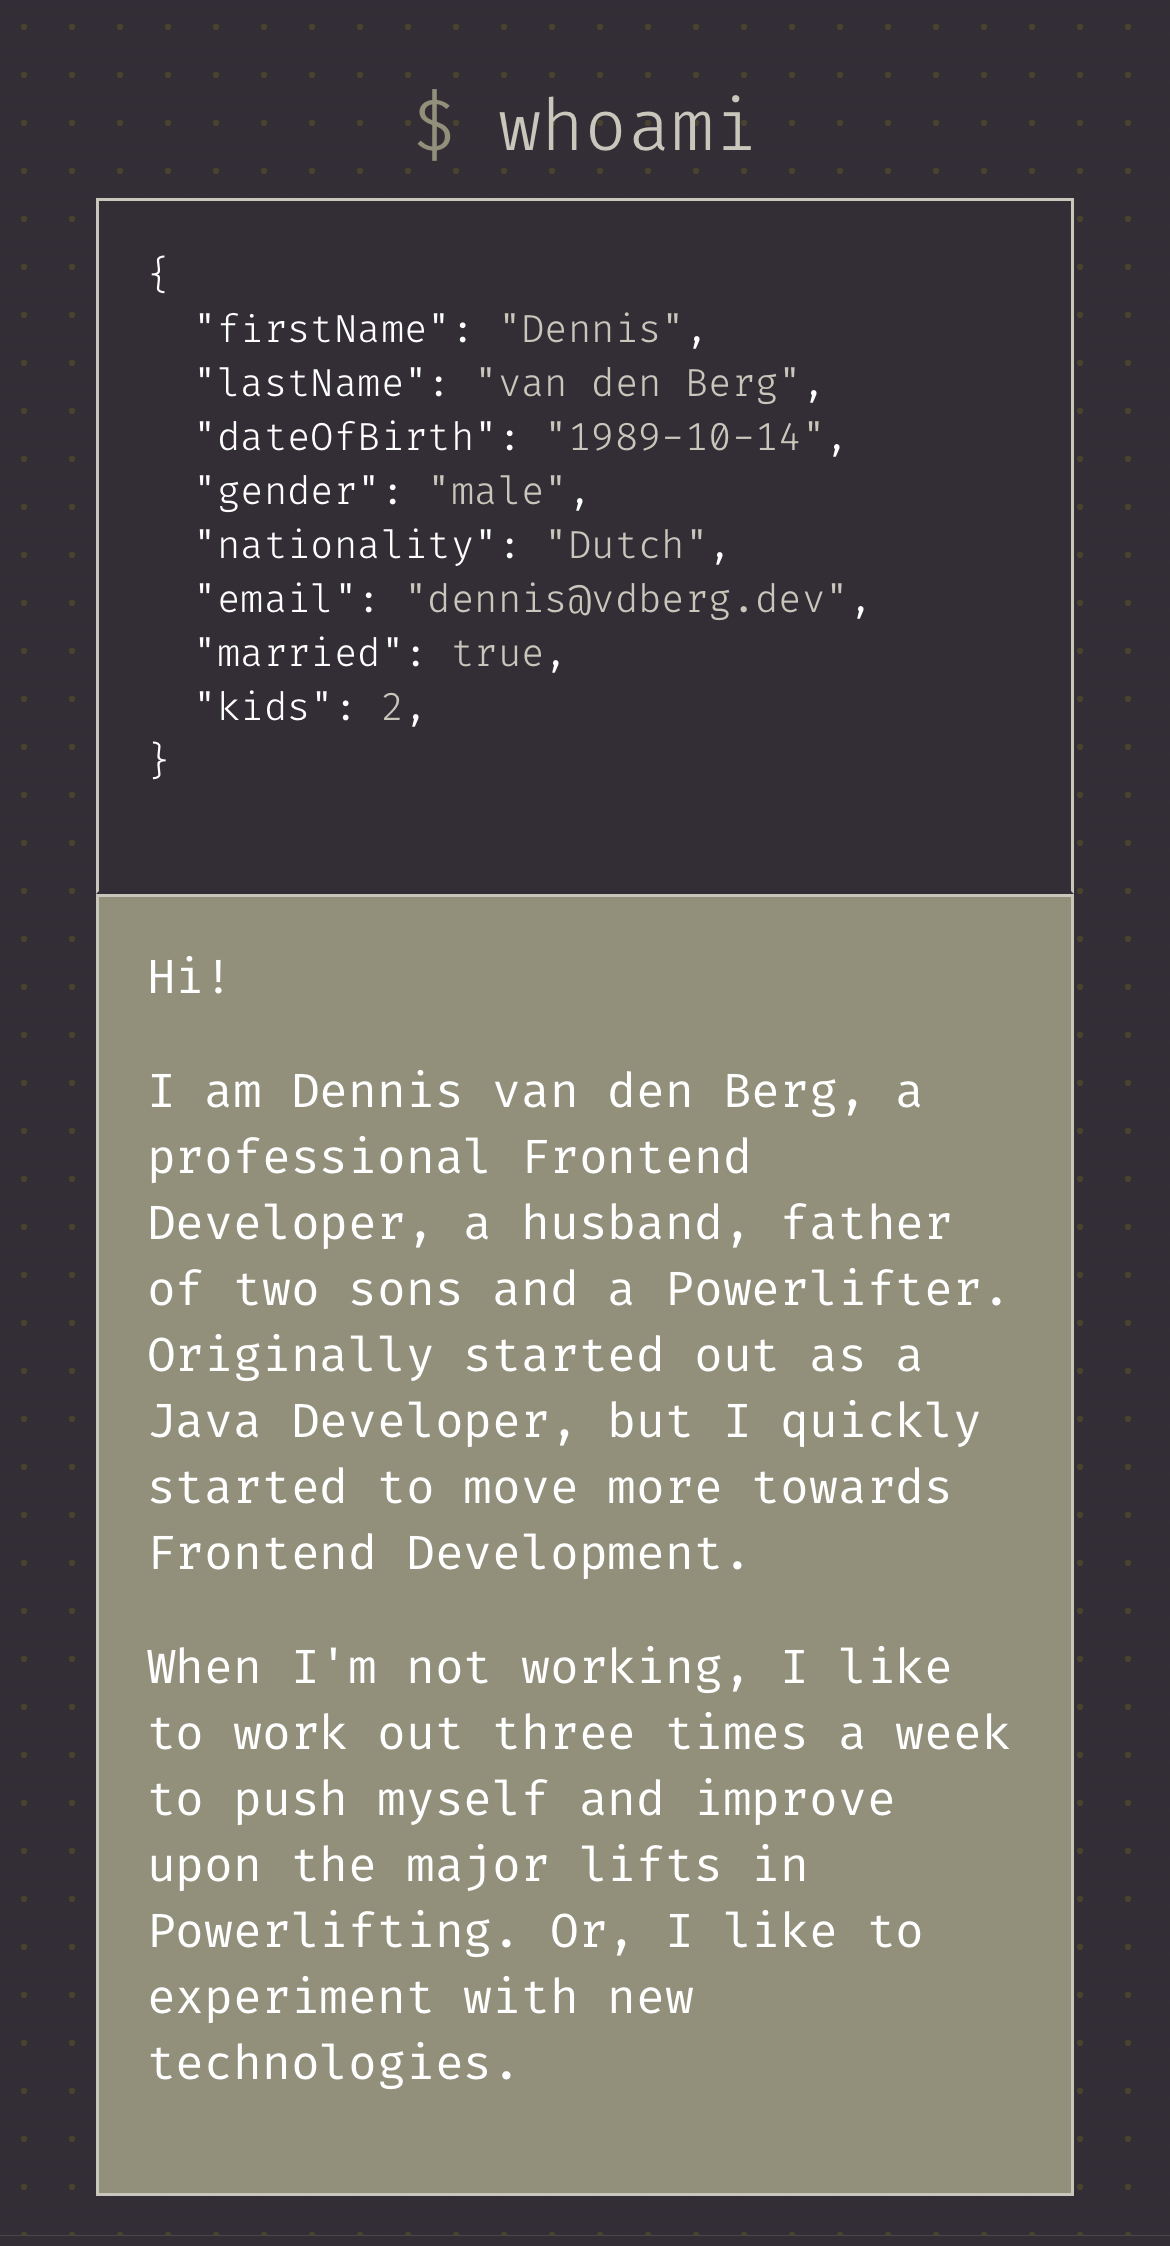 $ whoami
{
  "firstName": "Dennis",
  "lastName": "van den Berg",
  "dateOfBirth": "1989-10-14",
  "gender": "male",
  "nationality": "Dutch",
  "email": "dennis@vdberg.dev",
  "married": true,
  "kids": 2,
}
Hi!
I am Dennis van den Berg, a
professional Frontend
Developer, a husband, father
of two sons and a Powerlifter.
Originally started out as a
Java Developer, but I quickly
started to move more towards
Frontend Development.
When I'm not working, I like
to work out three times a week
to push myself and improve
upon the major lifts in
Powerlifting. Or, I like to
experiment with new
technologies.